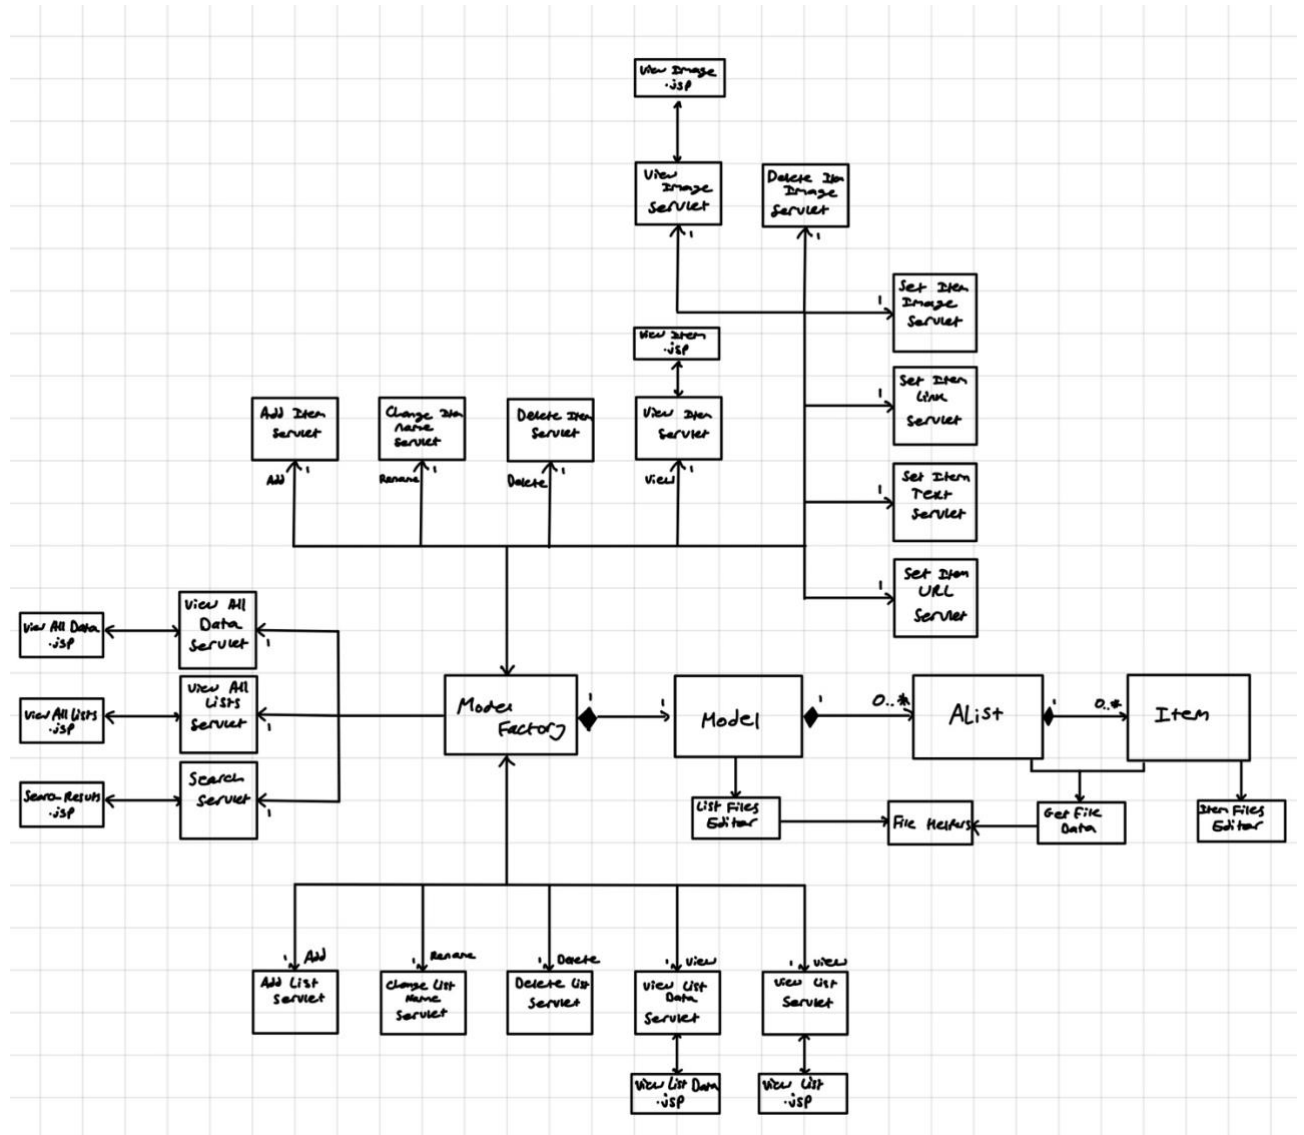 View Image
.jsp
View
Image
Servlet
Delete Item
Image
Servlet
1
1
Set Item
Image
Servlet
1
View Item
.jsp
Set Item
Link
Servlet
1
Add Item
Servlet
Change Item
name
Servlet
Delete Item
Servlet
View Item
Servlet
1
1
1
1
Add
Rename
Delete
View
Set Item
Text
Servlet
1
Set Item
URL
Servlet
1
View All Data
.jsp
View All
Data
Servlet
1
View All Lists
.jsp
View All
Lists
Servlet
1
Search Results
.jsp
Search
Servlet
1
Model
Factory
1
1
Model
1
0..*
AList
1
0..*
Item
List Files
Editor
File Helpers
Get File
Data
Item Files
Editor
1
Add
1
Rename
1
Delete
1
View
1
View
Add List
Servlet
Change List
Name
Servlet
Delete List
Servlet
View List
Data
Servlet
View List
Servlet
View List Data
.jsp
View List
.jsp